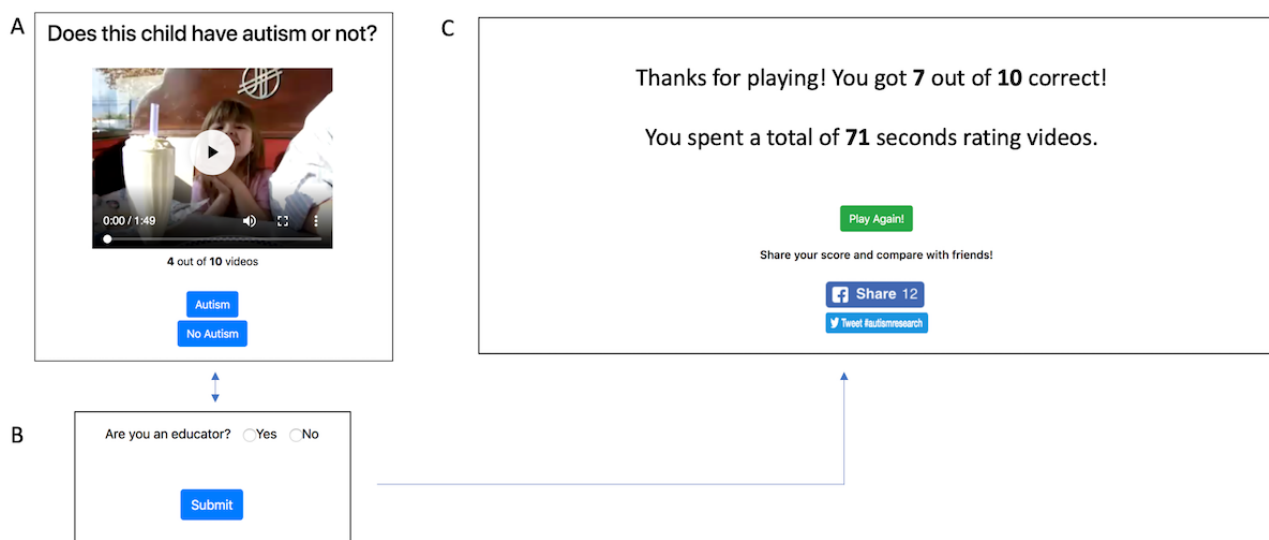 A
Does this child have autism or not?
0:00 / 1:49
4 out of 10 videos
Autism
No Autism
B
Are you an educator? Yes No
Submit
C
Thanks for playing! You got 7 out of 10 correct!
You spent a total of 71 seconds rating videos.
Play Again!
Share your score and compare with friends!
Share 12
Tweet #autismresearch